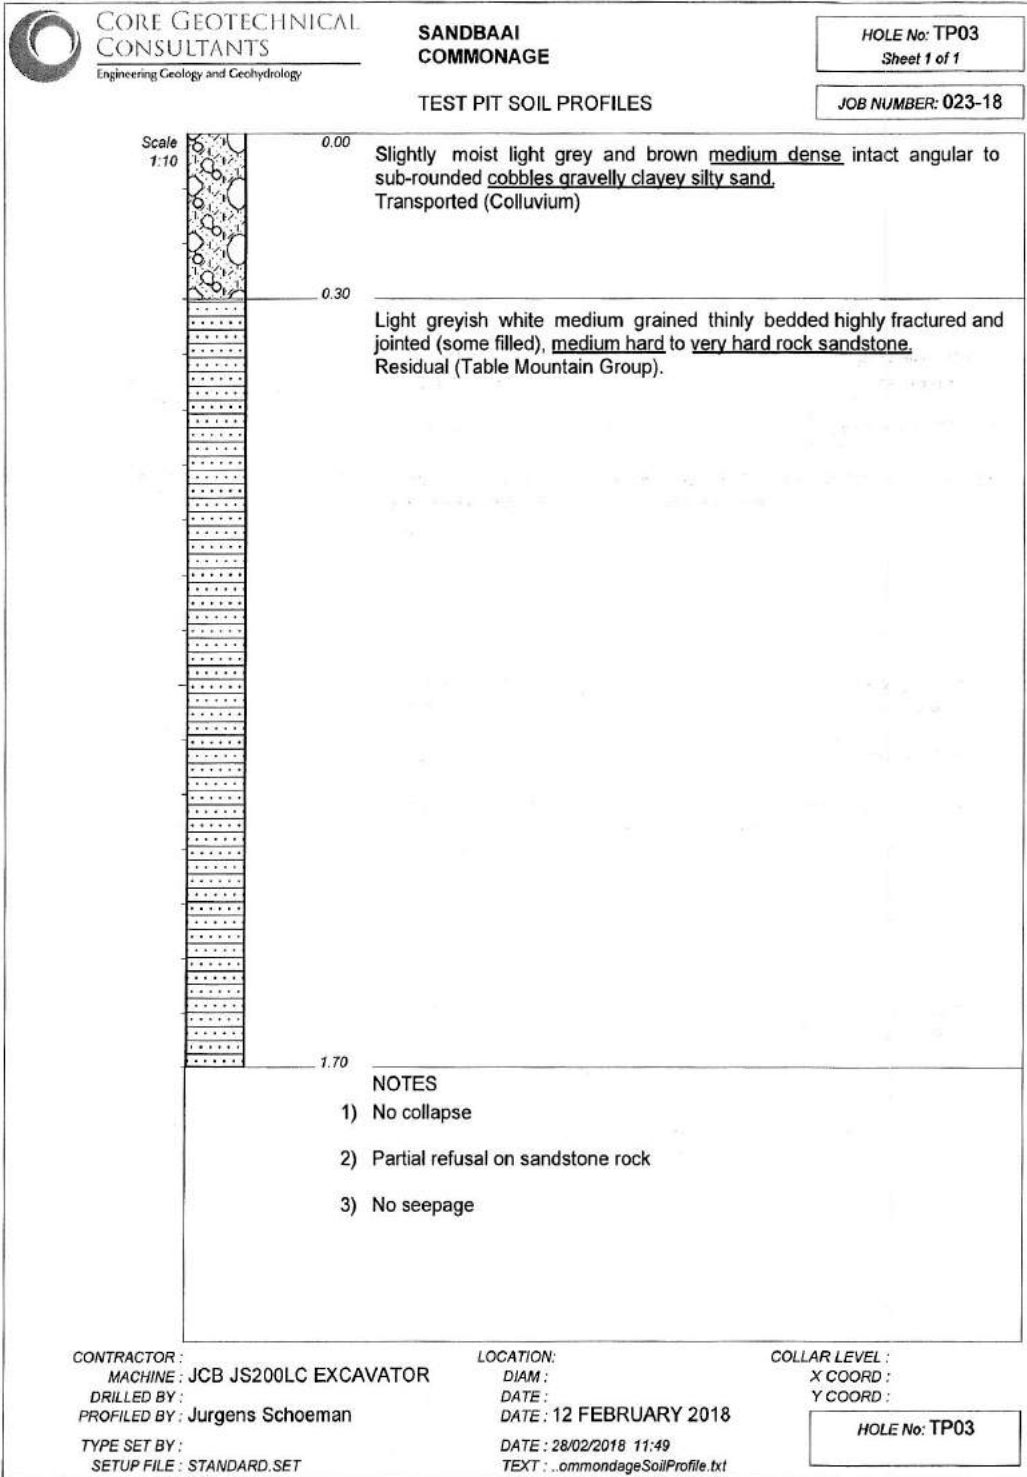 CORE GEOTECHNICAL
CONSULTANTS
Engineering Geology and Geohydrology
SANDBAAI
COMMONAGE
TEST PIT SOIL PROFILES
HOLE No: TP03
Sheet 1 of 1
JOB NUMBER: 023-18
Scale
1:10
0.00
Slightly moist light grey and brown medium dense intact angular to
sub-rounded cobbles gravelly clayey silty sand.
Transported (Colluvium)
0.30
Light greyish white medium grained thinly bedded highly fractured and
jointed (some filled), medium hard to very hard rock sandstone.
Residual (Table Mountain Group).
1.70
NOTES
1) No collapse
2) Partial refusal on sandstone rock
3) No seepage
CONTRACTOR :
MACHINE : JCB JS200LC EXCAVATOR
DRILLED BY :
PROFILED BY : Jurgens Schoeman
TYPE SET BY :
SETUP FILE : STANDARD.SET
LOCATION:
DIAM :
DATE :
DATE : 12 FEBRUARY 2018
DATE : 28/02/2018 11:49
TEXT : ..ommondageSoilProfile.txt
COLLAR LEVEL :
X COORD :
Y COORD :
HOLE No: TP03